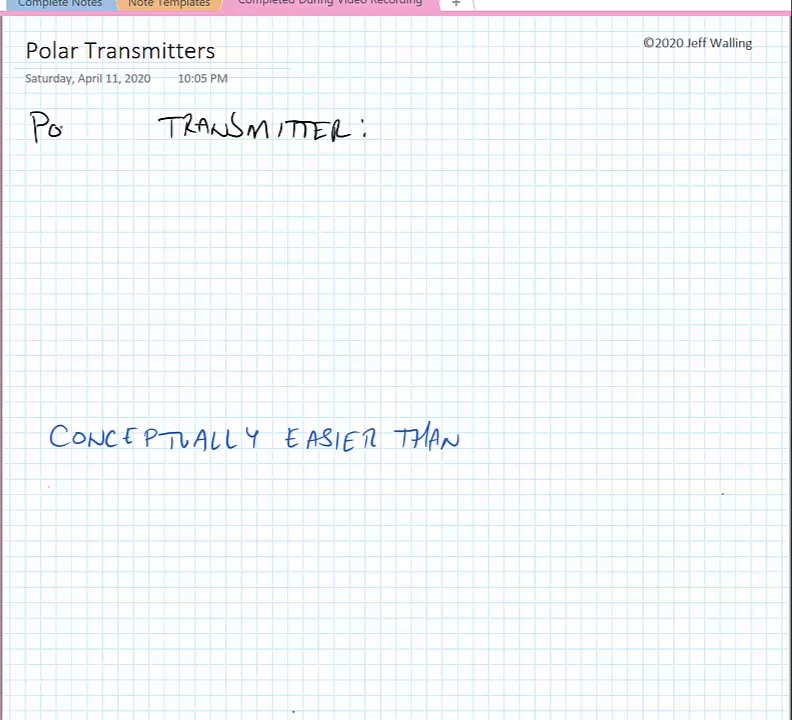 Complete Notes Note Templates Completed During Video Recording +
©2020 Jeff Walling
Polar Transmitters
Saturday, April 11, 2020 10:05 PM
Po TRANSMITTER:
CONCEPTUALLY EASIER THAN